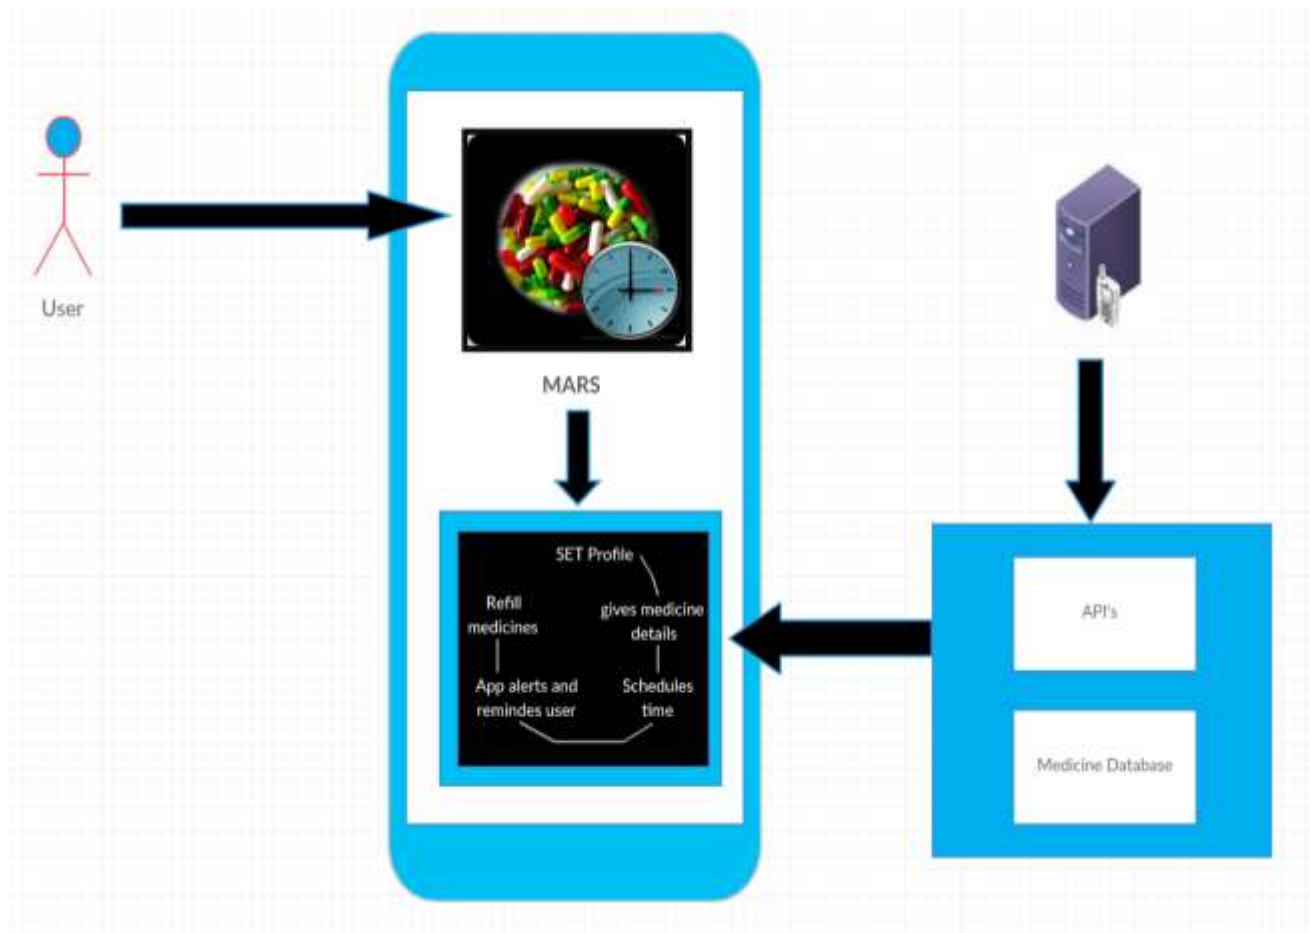 User
MARS
SET Profile
gives medicine
details
Schedules
time
App alerts and
remindes user
Refill
medicines
API's
Medicine Database